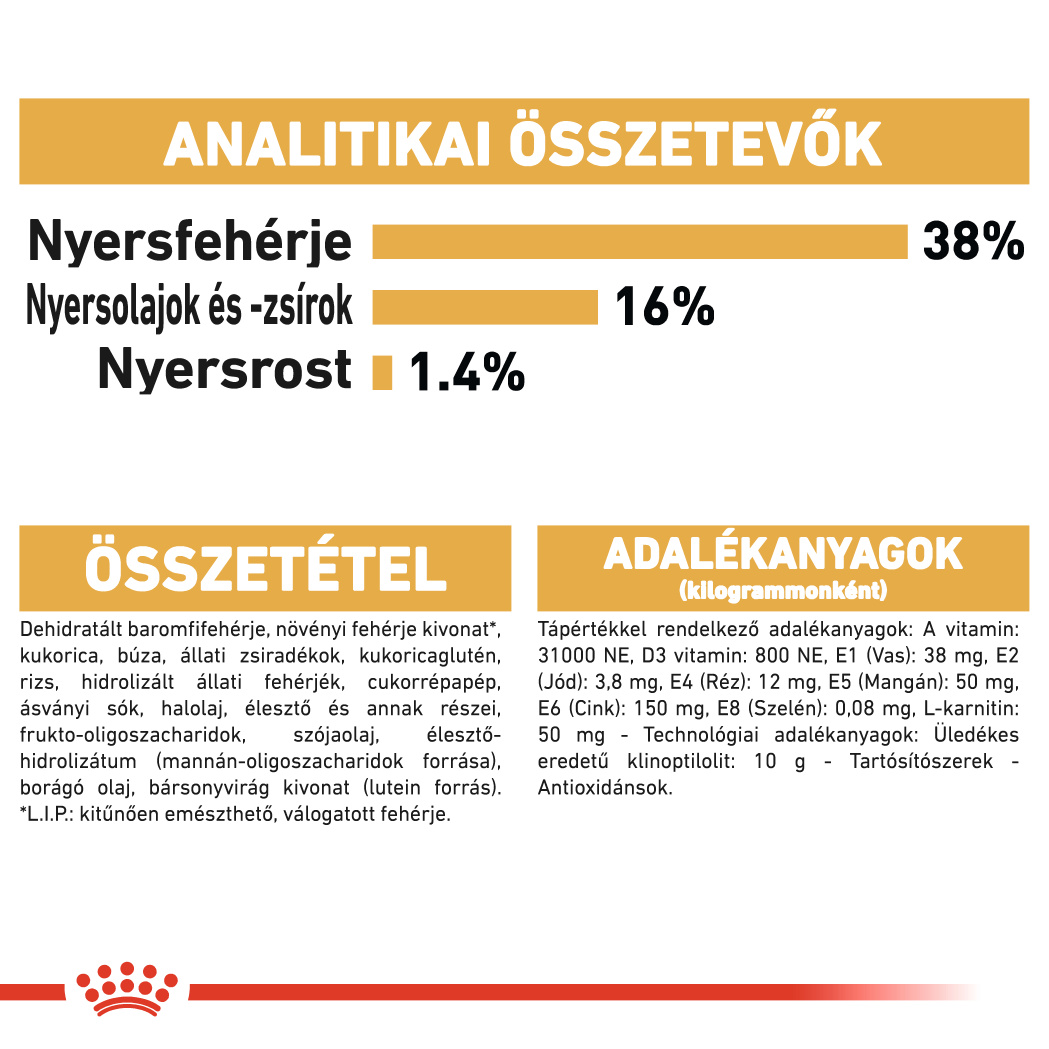 ANALITIKAI ÖSSZETEVŐK
Nyersfehérje 38%
Nyersolajok és -zsírok 16%
Nyersrost 1.4%
ÖSSZETÉTEL
Dehidratált baromfifehérje, növényi fehérje kivonat*,
kukorica, búza, állati zsiradékok, kukoricaglutén,
rizs, hidrolizált állati fehérjék, cukorrépapép,
ásványi sók, halolaj, élesztő és annak részei,
frukto-oligoszacharidok, szójaolaj, élesztő-
hidrolizátum (mannán-oligoszacharidok forrása),
borágó olaj, bársonyvirág kivonat (lutein forrás).
*L.I.P.: kitűnően emészthető, válogatott fehérje.
ADALÉKANYAGOK
(kilogrammonként)
Tápértékkel rendelkező adalékanyagok: A vitamin:
31000 NE, D3 vitamin: 800 NE, E1 (Vas): 38 mg, E2
(Jód): 3,8 mg, E4 (Réz): 12 mg, E5 (Mangán): 50 mg,
E6 (Cink): 150 mg, E8 (Szelén): 0,08 mg, L-karnitin:
50 mg - Technológiai adalékanyagok: Üledékes
eredetű klinoptilolit: 10 g - Tartósítószerek -
Antioxidánsok.